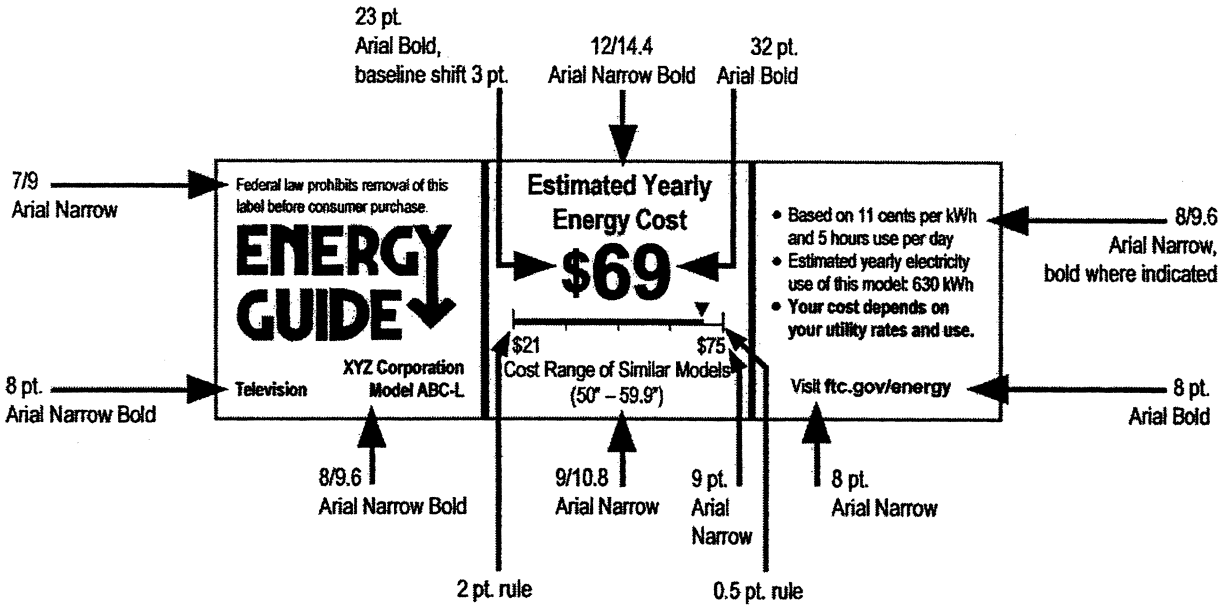 23 pt.
Arial Bold,
baseline shift 3 pt.
12/14.4
Arial Narrow Bold
32 pt.
Arial Bold
7/9
Arial Narrow
Federal law prohibits removal of this
label before consumer purchase.
ENERGY
GUIDE
XYZ Corporation
Television
Model ABC-L
Estimated Yearly
Energy Cost
$69
$21
$75
Cost Range of Similar Models
(50" – 59.9")
• Based on 11 cents per kWh
and 5 hours use per day
• Estimated yearly electricity
use of this model: 630 kWh
• Your cost depends on
your utility rates and use.
Visit ftc.gov/energy
8/9.6
Arial Narrow,
bold where indicated
8 pt.
Arial Narrow Bold
8 pt.
Arial Bold
8/9.6
Arial Narrow Bold
9/10.8
Arial Narrow
9 pt.
Arial
Narrow
8 pt.
Arial Narrow
2 pt. rule
0.5 pt. rule